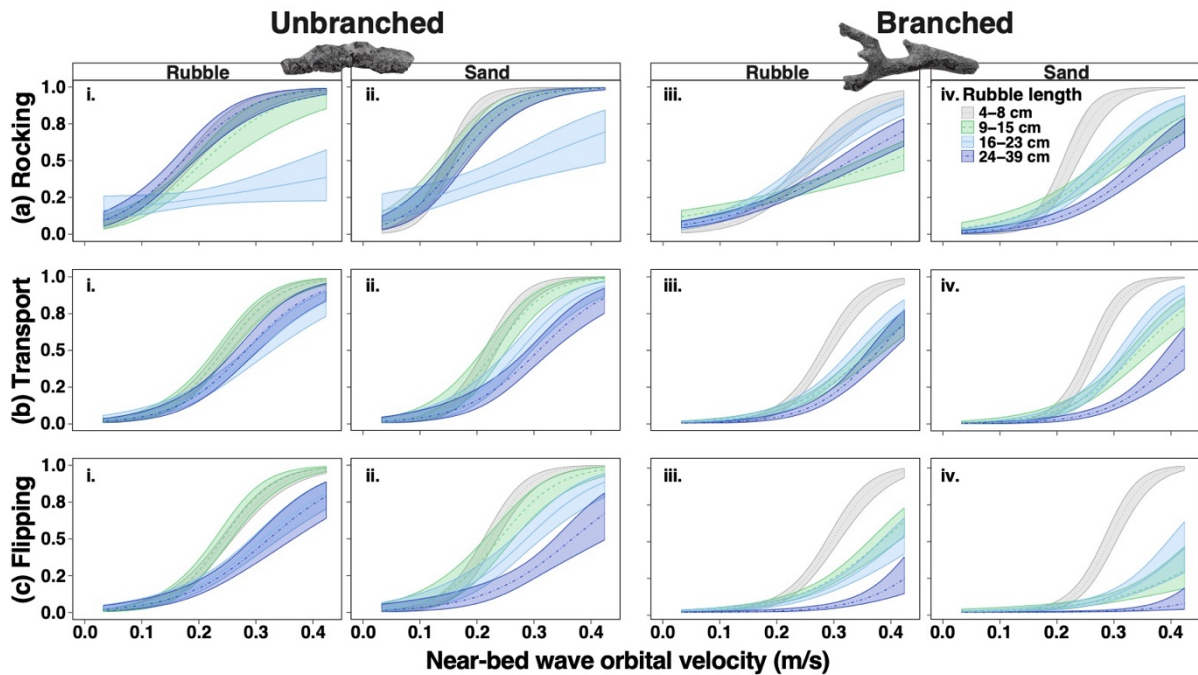 Unbranched Branched
Rubble Sand Rubble Sand
(a) Rocking
1.0
0.8
0.5
0.2
0.0
i. ii. iii. iv. Rubble length
4–8 cm
9–15 cm
16–23 cm
24–39 cm
(b) Transport
1.0
0.8
0.5
0.2
0.0
i. ii. iii. iv.
(c) Flipping
1.0
0.8
0.5
0.2
0.0
i. ii. iii. iv.
0.0 0.1 0.2 0.3 0.4 0.0 0.1 0.2 0.3 0.4 0.0 0.1 0.2 0.3 0.4 0.0 0.1 0.2 0.3 0.4
Near-bed wave orbital velocity (m/s)